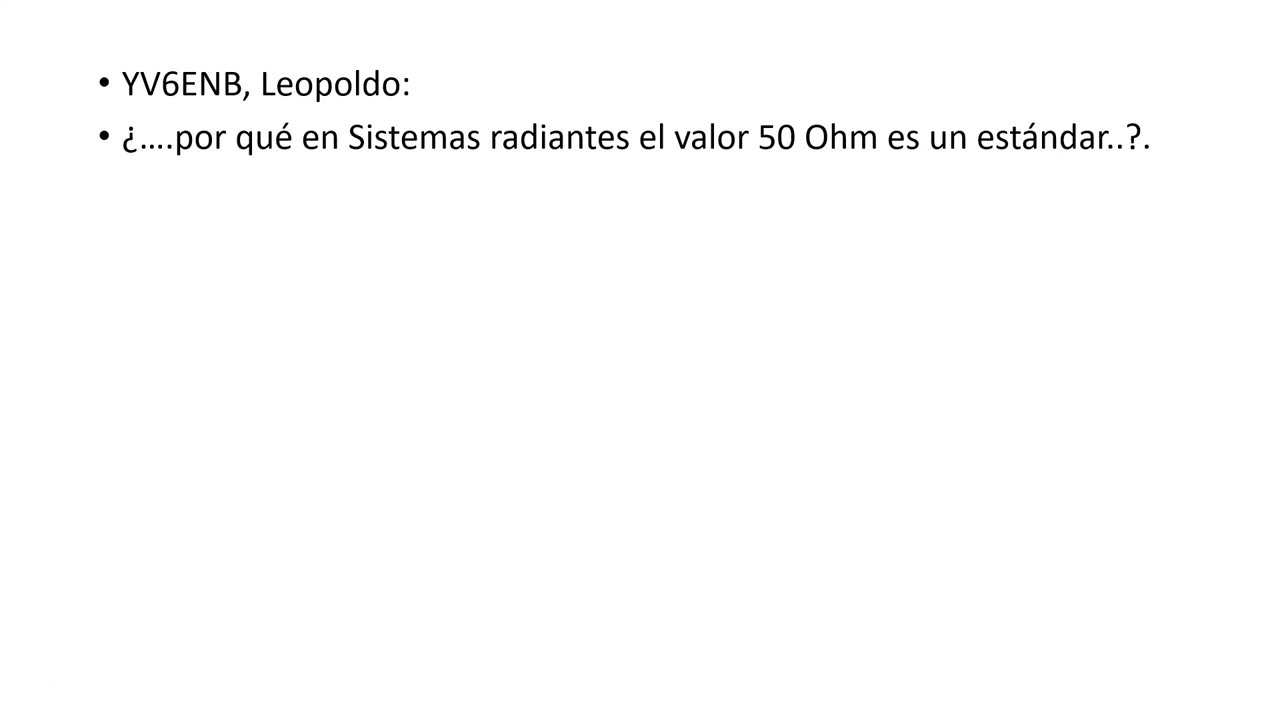 • YV6ENB, Leopoldo:
• ¿….por qué en Sistemas radiantes el valor 50 Ohm es un estándar..?.